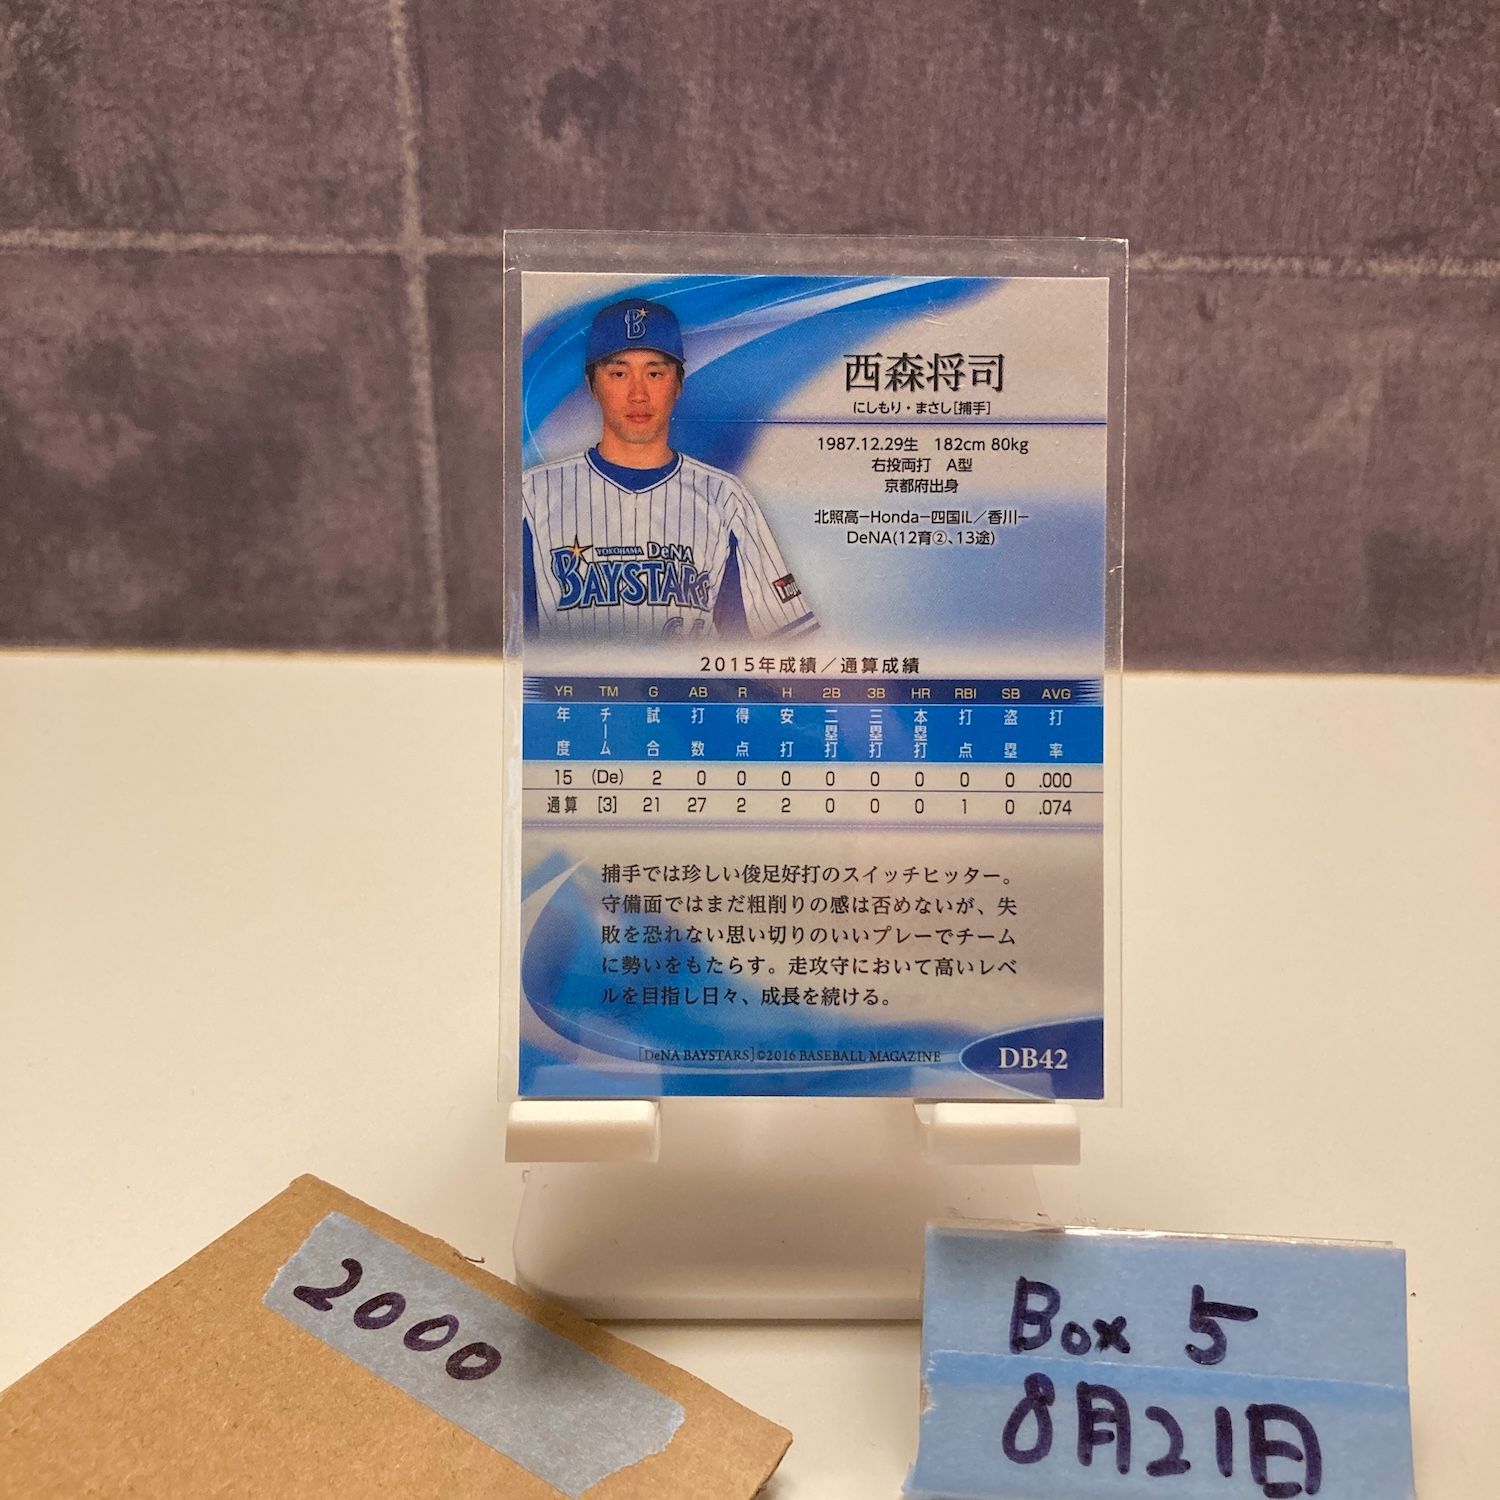 西森将司
にしもり・まさし[捕手]
1987.12.29生 182cm 80kg
右投両打 A型
京都府出身
北照高ーHondaー四国IL／香川ー
DeNA(12育②、13途)
B
YOKOHAMA DeNA
BAYSTARS
2015年成績／通算成績
YR TM G AB R H 2B 3B HR RBI SB AVG
年度 チーム 試合 打数 得点 安打 二塁打 三塁打 本塁打 打点 盗塁 打率
15 (De) 2 0 0 0 0 0 0 0 0 .000
通算 [3] 21 27 2 2 0 0 0 1 0 .074
捕手では珍しい俊足好打のスイッチヒッター。
守備面ではまだ粗削りの感は否めないが、失
敗を恐れない思い切りのいいプレーでチーム
に勢いをもたらす。走攻守において高いレベ
ルを目指し日々、成長を続ける。
[DeNA BAYSTARS]©2016 BASEBALL MAGAZINE
DB42
2000
Box 5
8月21日